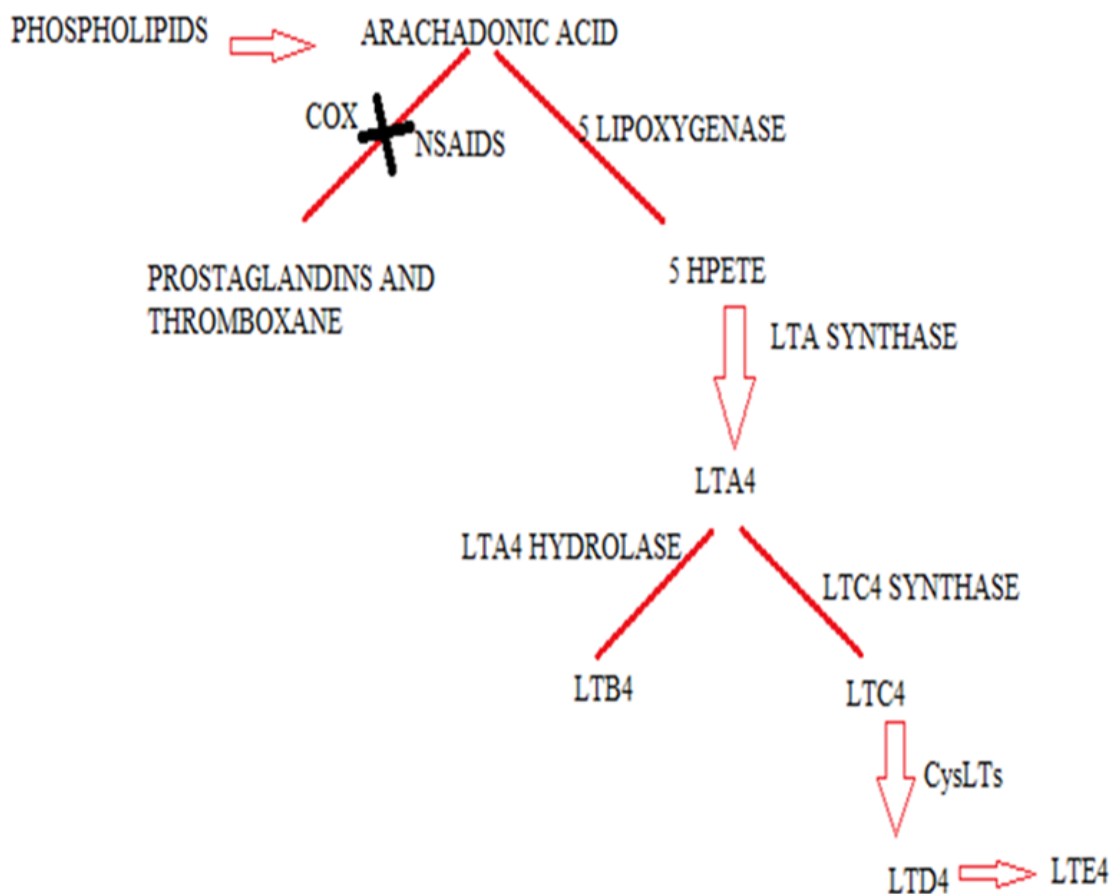 PHOSPHOLIPIDS
ARACHADONIC ACID
COX
NSAIDS
5 LIPOXYGENASE
PROSTAGLANDINS AND
THROMBOXANE
5 HPETE
LTA SYNTHASE
LTA4
LTA4 HYDROLASE
LTC4 SYNTHASE
LTB4
LTC4
CysLTs
LTD4
LTE4